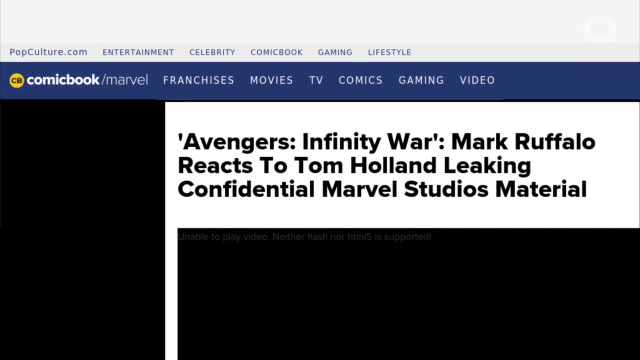 PopCulture.com ENTERTAINMENT CELEBRITY COMICBOOK GAMING LIFESTYLE
CB comicbook/marvel FRANCHISES MOVIES TV COMICS GAMING VIDEO
'Avengers: Infinity War': Mark Ruffalo
Reacts To Tom Holland Leaking
Confidential Marvel Studios Material
Unable to play video. Neither flash nor html5 is supported!